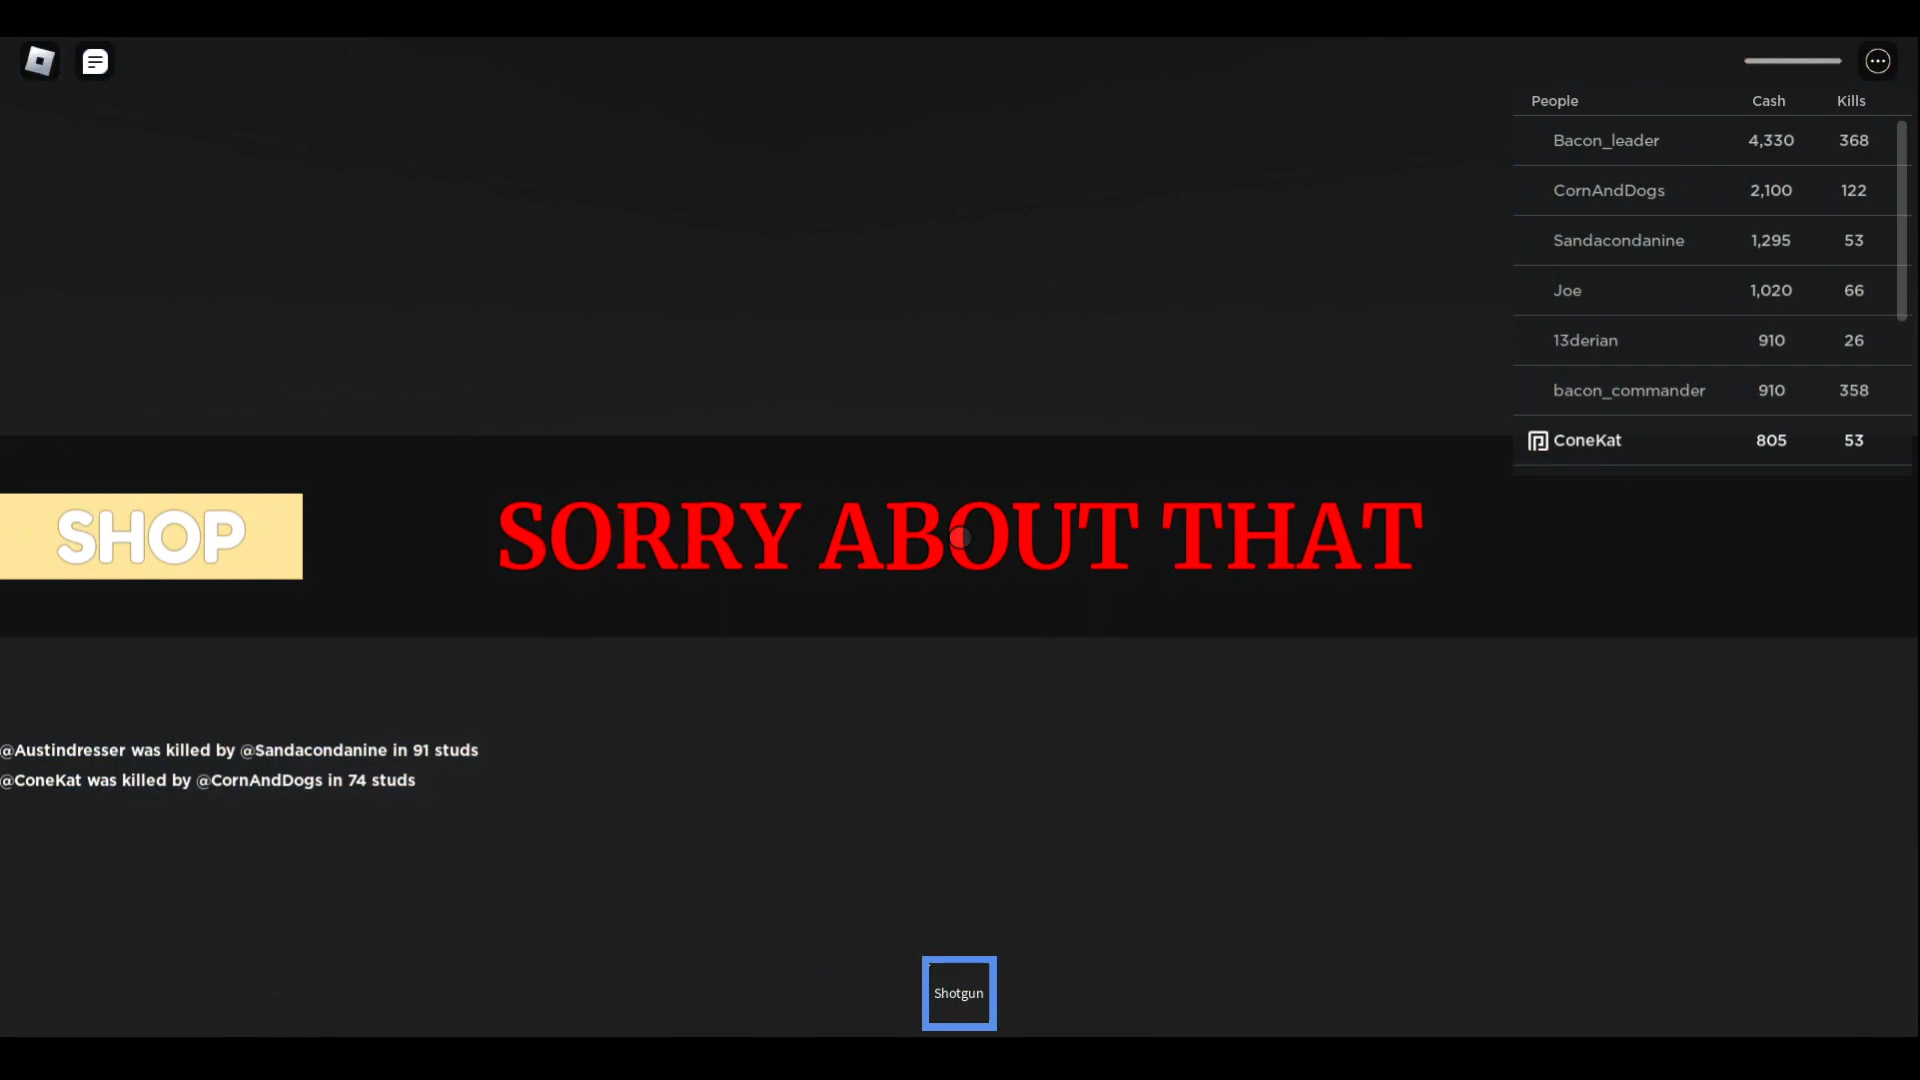 People Cash Kills
Bacon_leader 4,330 368
CornAndDogs 2,100 122
Sandacondanine 1,295 53
Joe 1,020 66
13derian 910 26
bacon_commander 910 358
ConeKat 805 53
SHOP
SORRY ABOUT THAT
@Austindresser was killed by @Sandacondanine in 91 studs
@ConeKat was killed by @CornAndDogs in 74 studs
Shotgun